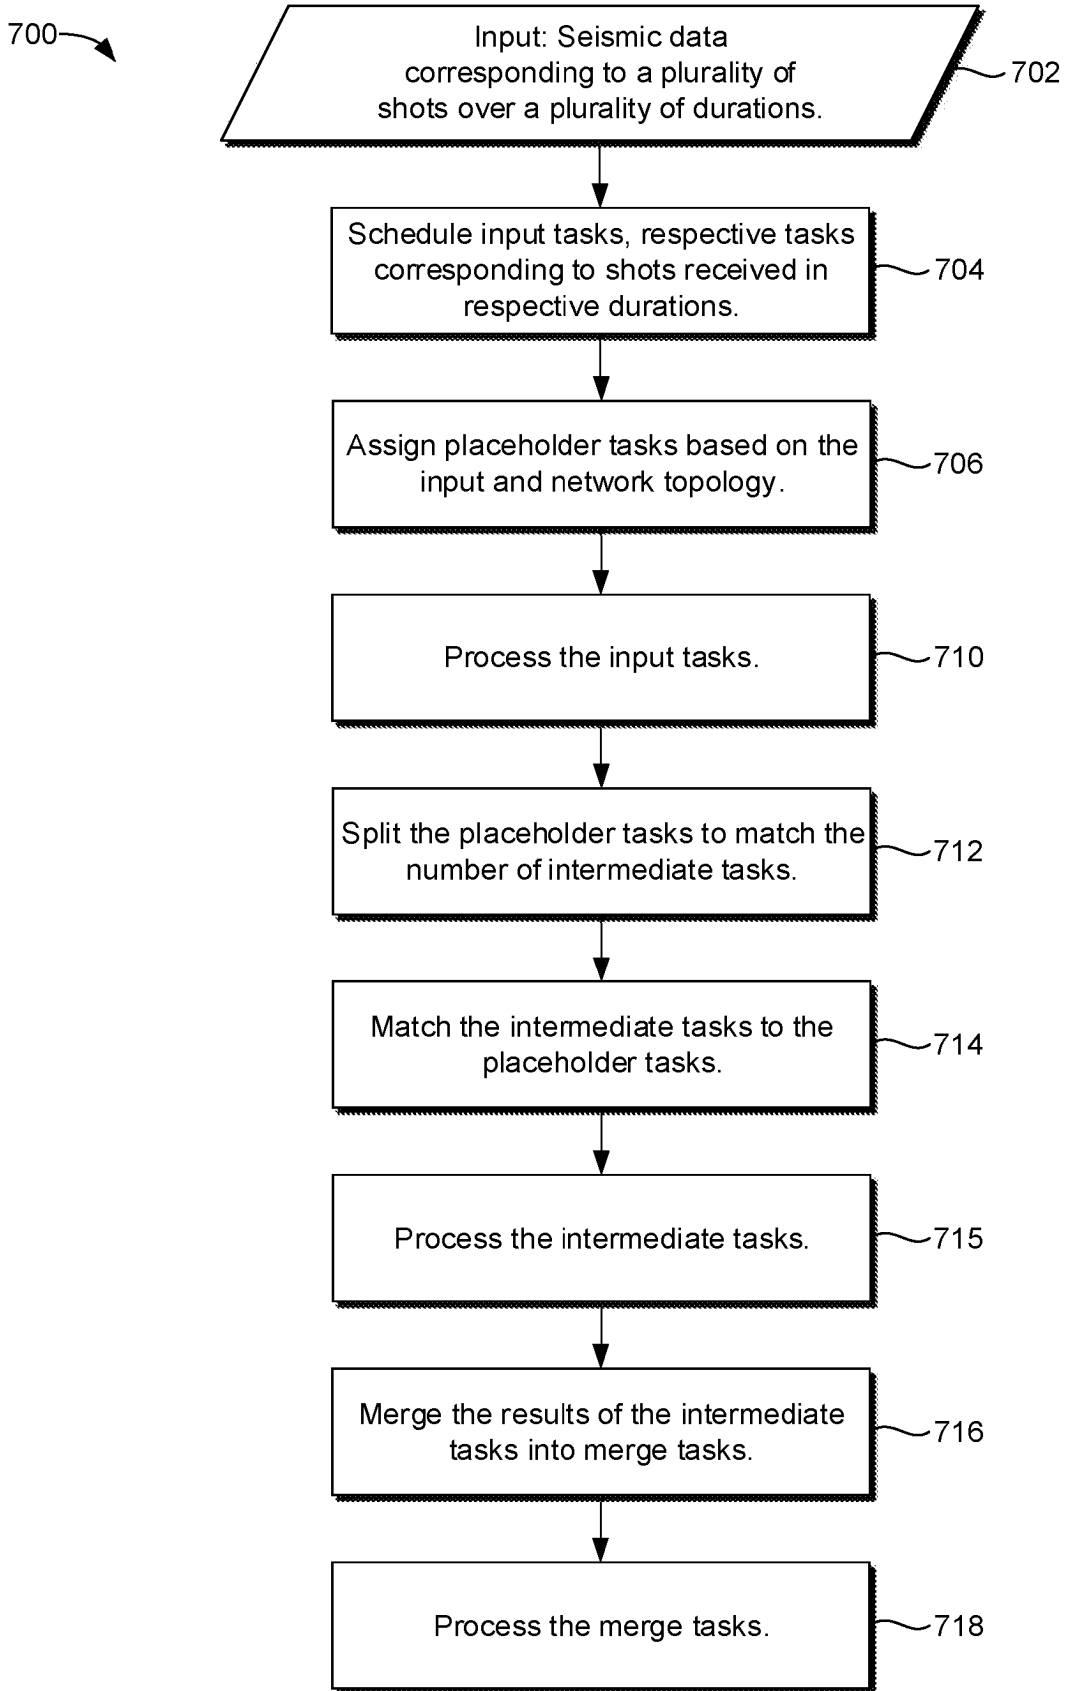 700
Input: Seismic data
corresponding to a plurality of
shots over a plurality of durations.
702
Schedule input tasks, respective tasks
corresponding to shots received in
respective durations.
704
Assign placeholder tasks based on the
input and network topology.
706
Process the input tasks.
710
Split the placeholder tasks to match the
number of intermediate tasks.
712
Match the intermediate tasks to the
placeholder tasks.
714
Process the intermediate tasks.
715
Merge the results of the intermediate
tasks into merge tasks.
716
Process the merge tasks.
718